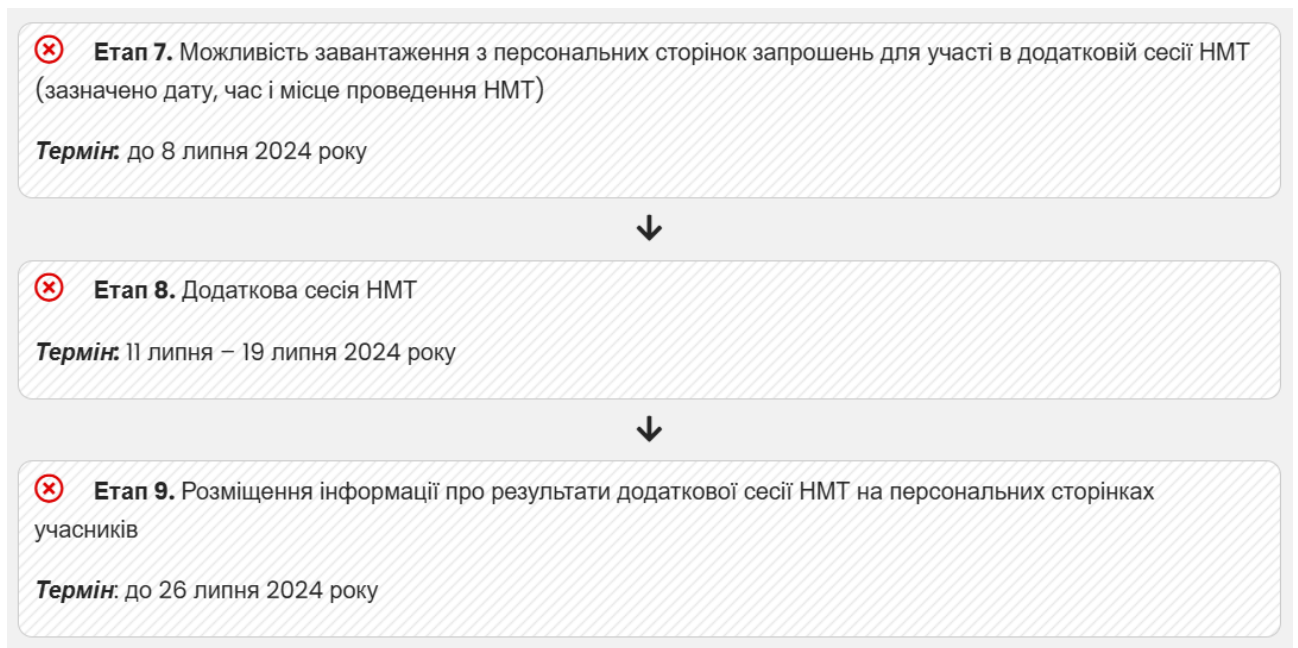 Етап 7. Можливість завантаження з персональних сторінок запрошень для участі в додатковій сесії НМТ
(зазначено дату, час і місце проведення НМТ)
Термін: до 8 липня 2024 року
Етап 8. Додаткова сесія НМТ
Термін: 11 липня – 19 липня 2024 року
Етап 9. Розміщення інформації про результати додаткової сесії НМТ на персональних сторінках
учасників
Термін: до 26 липня 2024 року